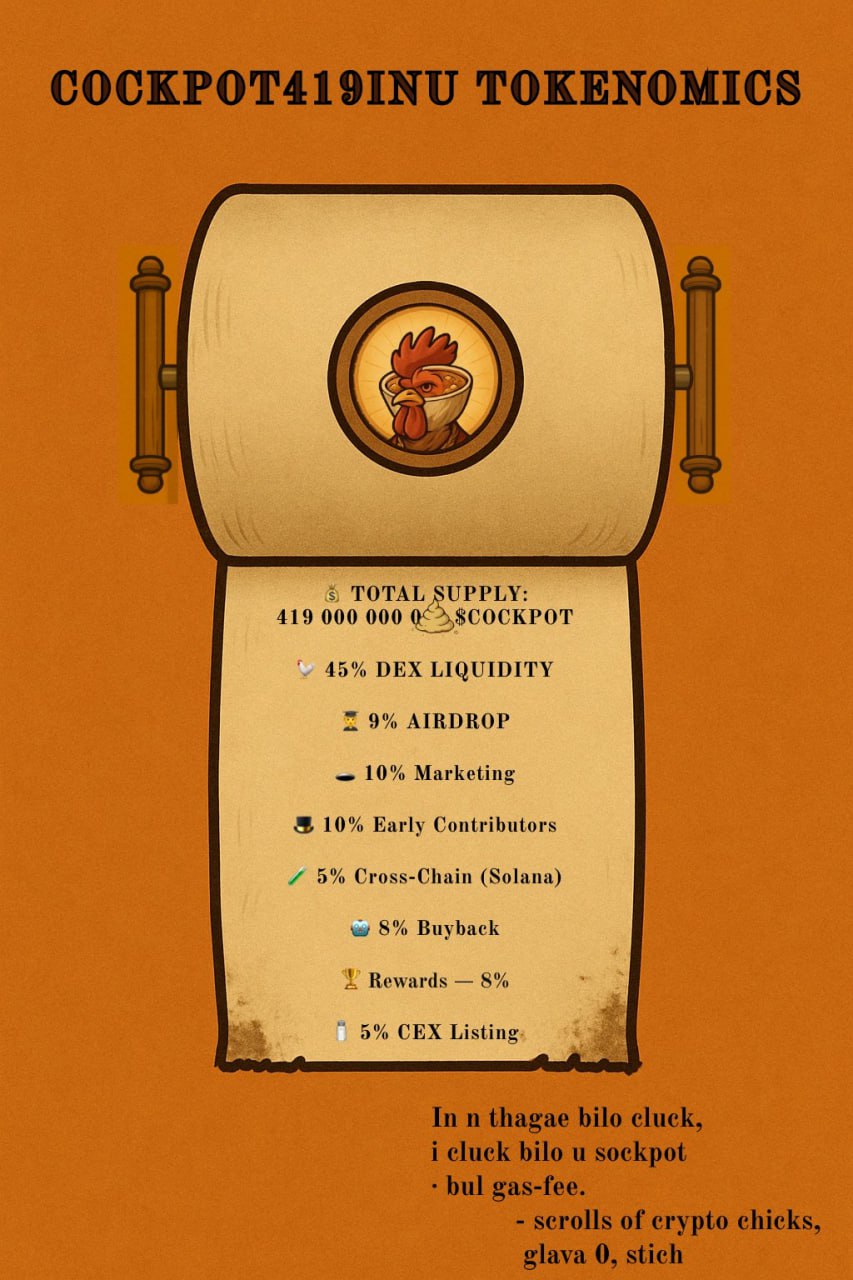 COCKPOT419INU TOKENOMICS
💰 TOTAL SUPPLY:
419 000 000 0💩 $COCKPOT
🐓 45% DEX LIQUIDITY
👨‍🎓 9% AIRDROP
🕳️ 10% Marketing
🎩 10% Early Contributors
🧪 5% Cross-Chain (Solana)
🤖 8% Buyback
🏆 Rewards — 8%
🧂 5% CEX Listing
In n thagae bilo cluck,
i cluck bilo u sockpot
· bul gas-fee.
- scrolls of crypto chicks,
glava 0, stich